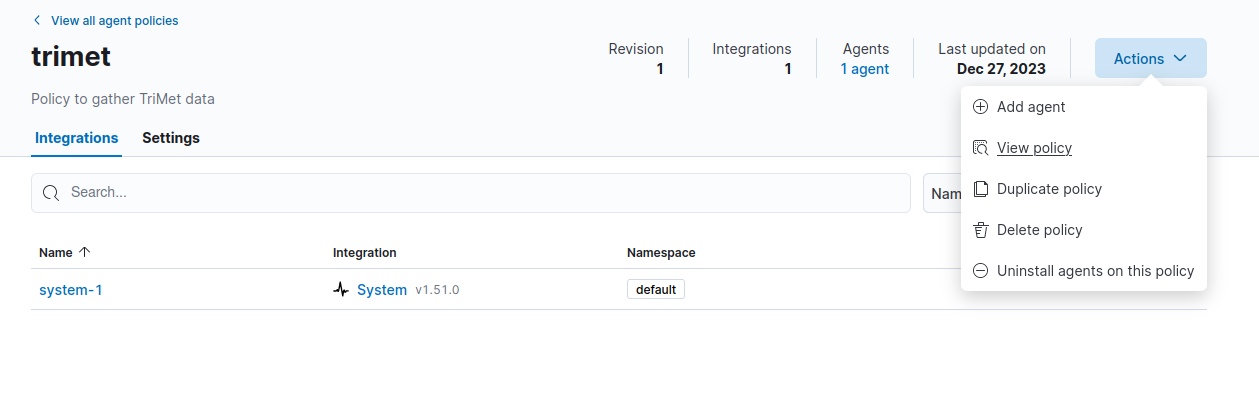 View all agent policies
trimet
Revision
1
Integrations
1
Agents
1 agent
Last updated on
Dec 27, 2023
Actions
Policy to gather TriMet data
Integrations
Settings
Add agent
View policy
Duplicate policy
Delete policy
Uninstall agents on this policy
Search...
Nam
Name
Integration
Namespace
system-1
System v1.51.0
default